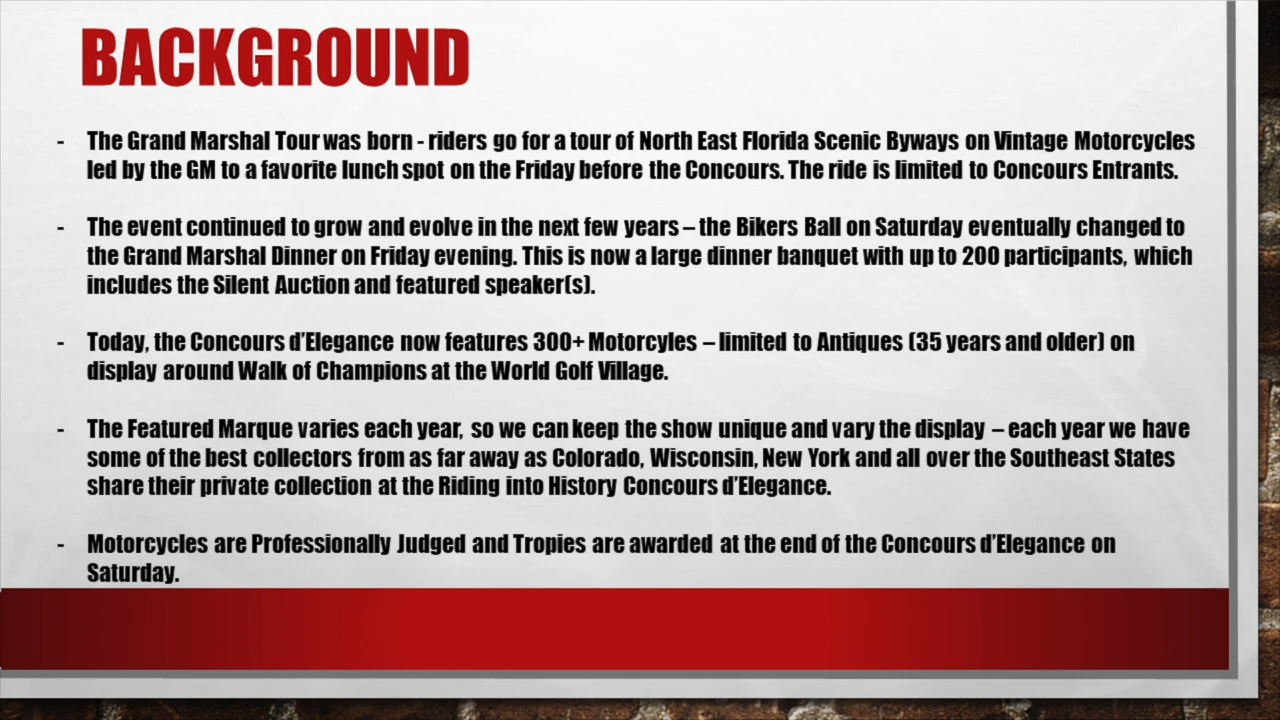 BACKGROUND
- The Grand Marshal Tour was born - riders go for a tour of North East Florida Scenic Byways on Vintage Motorcycles
led by the GM to a favorite lunch spot on the Friday before the Concours. The ride is limited to Concours Entrants.
- The event continued to grow and evolve in the next few years – the Bikers Ball on Saturday eventually changed to
the Grand Marshal Dinner on Friday evening. This is now a large dinner banquet with up to 200 participants, which
includes the Silent Auction and featured speaker(s).
- Today, the Concours d’Elegance now features 300+ Motorcyles – limited to Antiques (35 years and older) on
display around Walk of Champions at the World Golf Village.
- The Featured Marque varies each year, so we can keep the show unique and vary the display – each year we have
some of the best collectors from as far away as Colorado, Wisconsin, New York and all over the Southeast States
share their private collection at the Riding into History Concours d’Elegance.
- Motorcycles are Professionally Judged and Tropies are awarded at the end of the Concours d’Elegance on
Saturday.